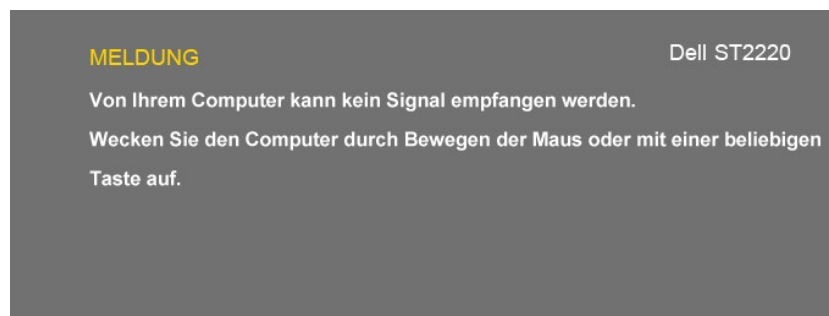 MELDUNG
Dell ST2220
Von Ihrem Computer kann kein Signal empfangen werden.
Wecken Sie den Computer durch Bewegen der Maus oder mit einer beliebigen
Taste auf.